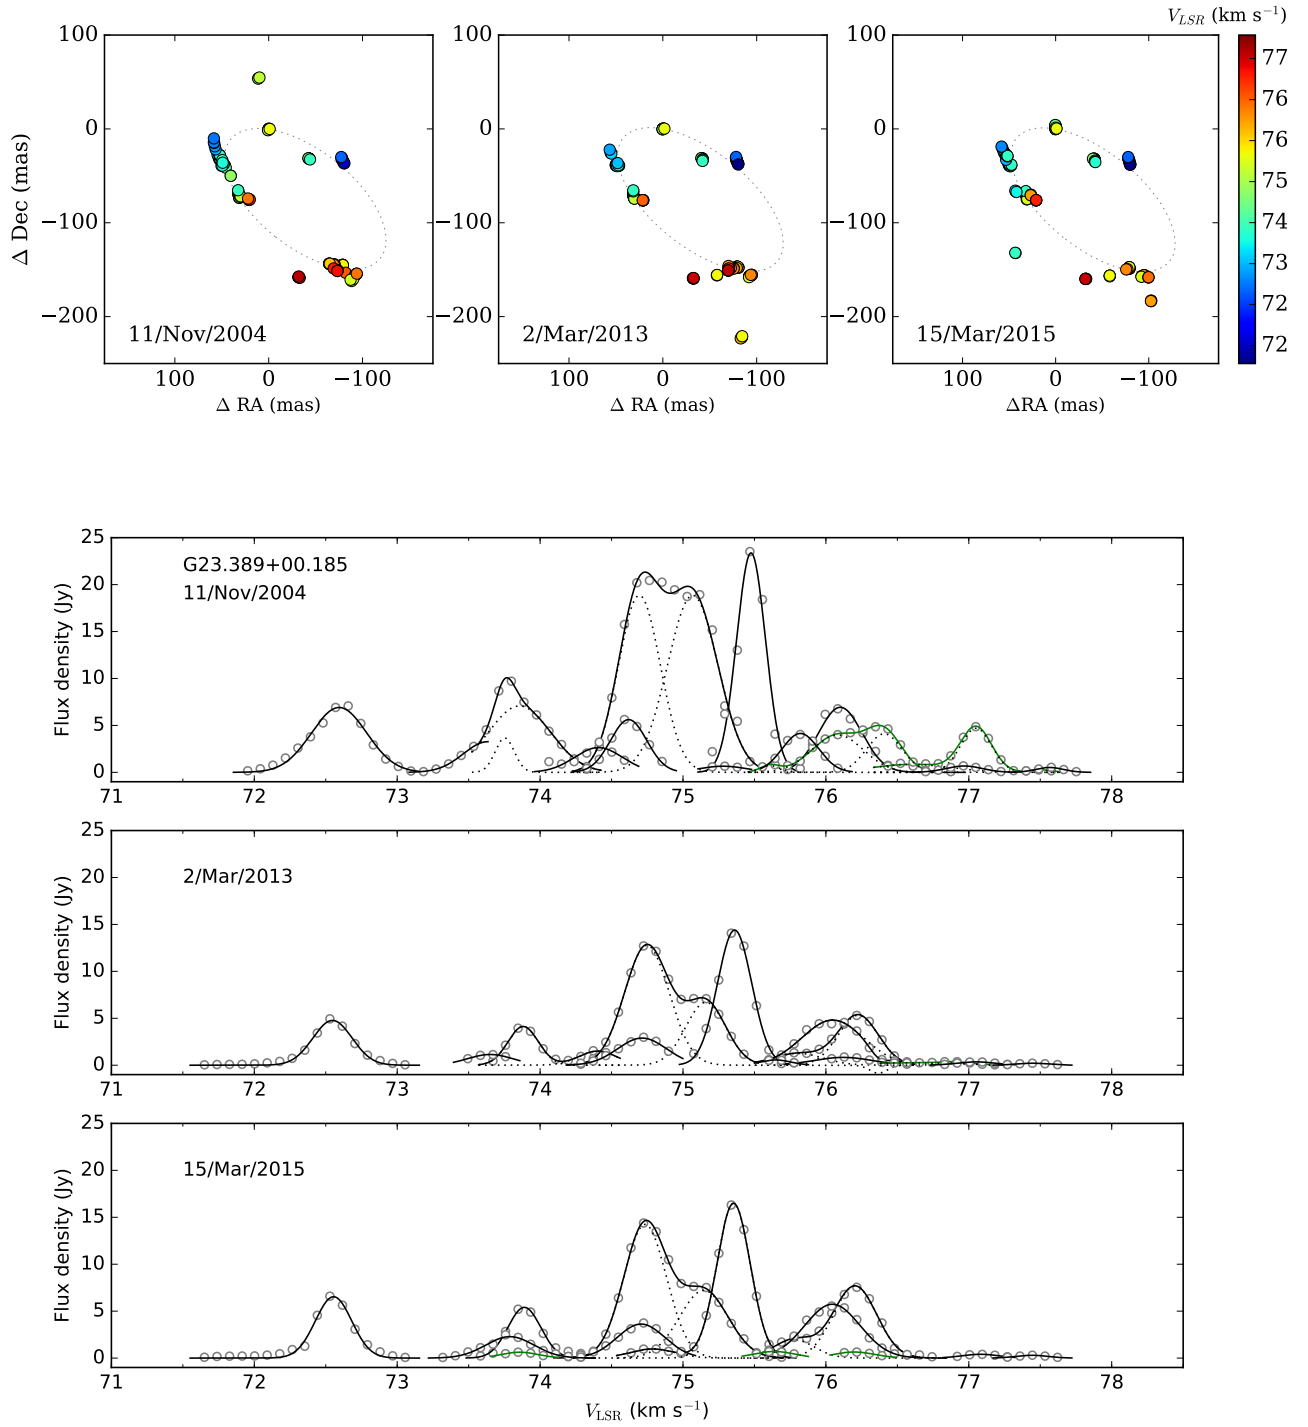 V_LSR (km s⁻¹)
100 100 100
0 0 0
−100 −100 −100
−200 −200 −200
Δ Dec (mas)
11/Nov/2004 2/Mar/2013 15/Mar/2015
100 0 −100 100 0 −100 100 0 −100
Δ RA (mas) Δ RA (mas) ΔRA (mas)
77
76
76
75
74
73
72
72
25
20
15
10
5
0
Flux density (Jy)
G23.389+00.185
11/Nov/2004
71 72 73 74 75 76 77 78
25
20
15
10
5
0
Flux density (Jy)
2/Mar/2013
71 72 73 74 75 76 77 78
25
20
15
10
5
0
Flux density (Jy)
15/Mar/2015
71 72 73 74 75 76 77 78
V_LSR (km s⁻¹)